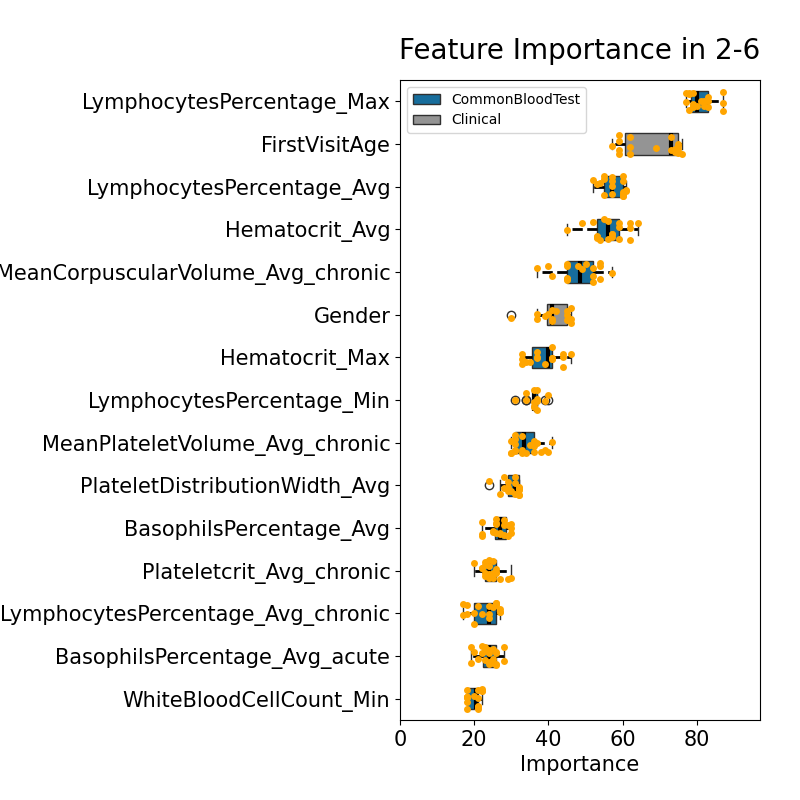 Feature Importance in 2-6
CommonBloodTest
Clinical
LymphocytesPercentage_Max
FirstVisitAge
LymphocytesPercentage_Avg
Hematocrit_Avg
MeanCorpuscularVolume_Avg_chronic
Gender
Hematocrit_Max
LymphocytesPercentage_Min
MeanPlateletVolume_Avg_chronic
PlateletDistributionWidth_Avg
BasophilsPercentage_Avg
Plateletcrit_Avg_chronic
LymphocytesPercentage_Avg_chronic
BasophilsPercentage_Avg_acute
WhiteBloodCellCount_Min
0 20 40 60 80
Importance